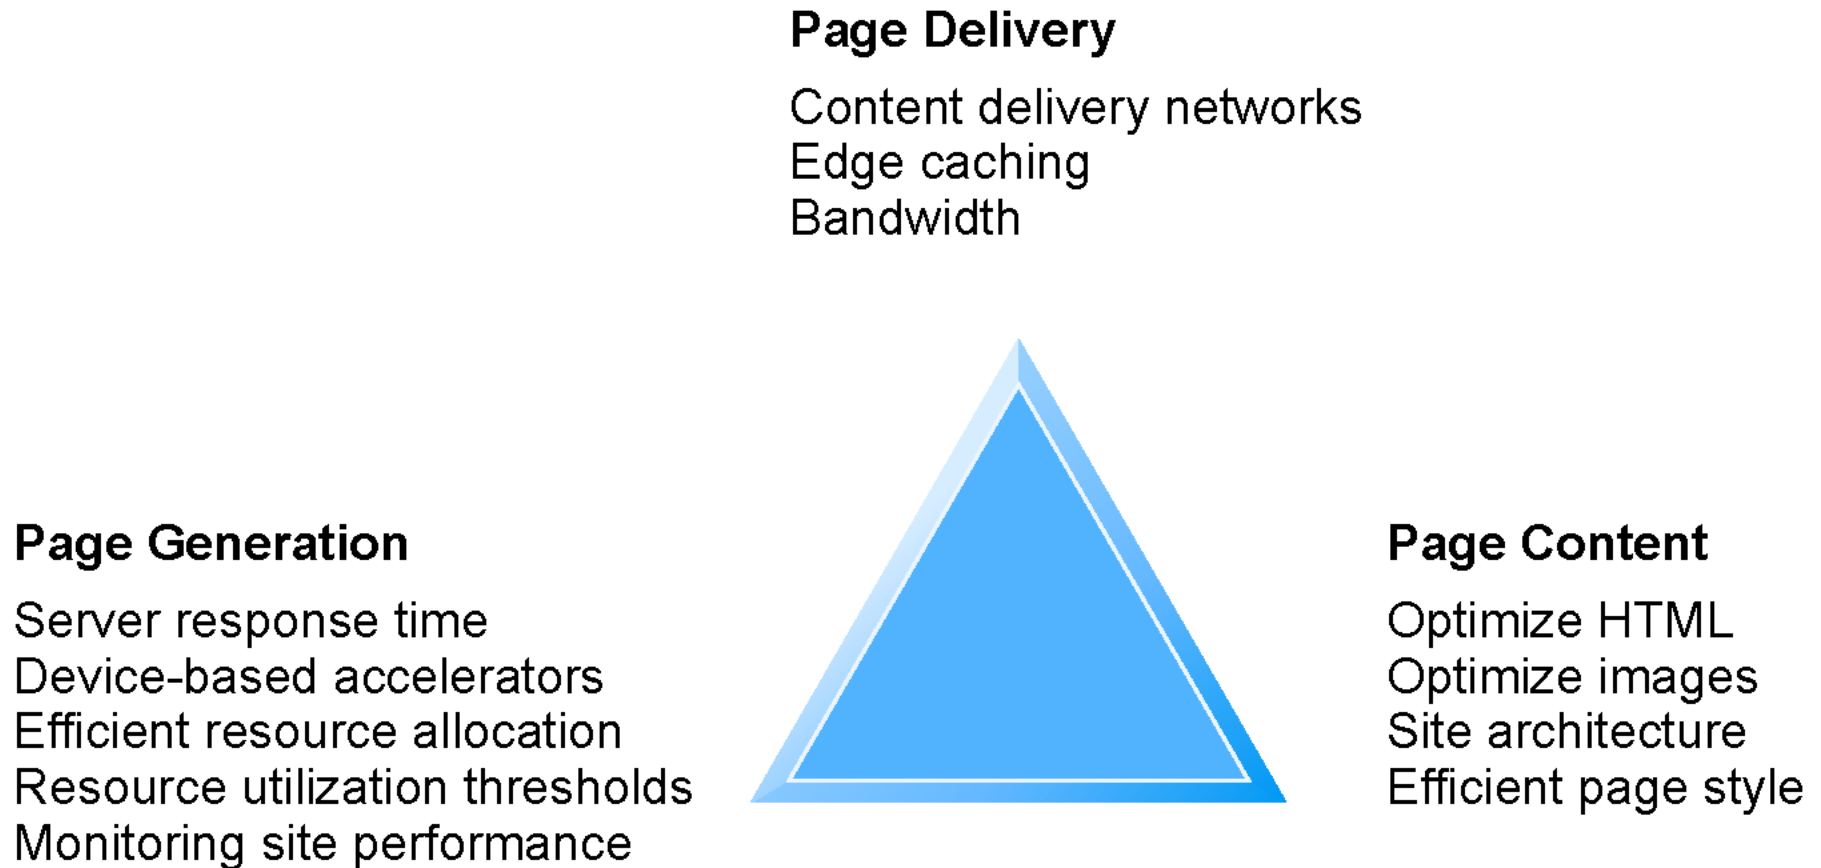 Page Delivery
Content delivery networks
Edge caching
Bandwidth
Page Generation
Server response time
Device-based accelerators
Efficient resource allocation
Resource utilization thresholds
Monitoring site performance
Page Content
Optimize HTML
Optimize images
Site architecture
Efficient page style